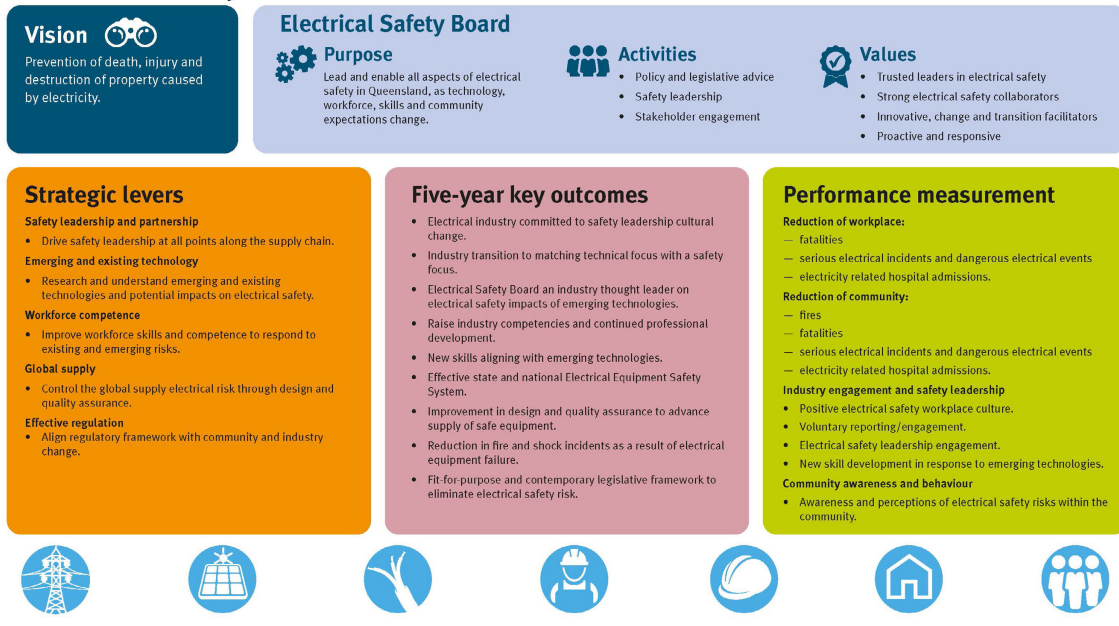 Vision
Prevention of death, injury and
destruction of property caused
by electricity.
Electrical Safety Board
Purpose
Lead and enable all aspects of electrical
safety in Queensland, as technology,
workforce, skills and community
expectations change.
Activities
• Policy and legislative advice
• Safety leadership
• Stakeholder engagement
Values
• Trusted leaders in electrical safety
• Strong electrical safety collaborators
• Innovative, change and transition facilitators
• Proactive and responsive
Strategic levers
Safety leadership and partnership
• Drive safety leadership at all points along the supply chain.
Emerging and existing technology
• Research and understand emerging and existing
technologies and potential impacts on electrical safety.
Workforce competence
• Improve workforce skills and competence to respond to
existing and emerging risks.
Global supply
• Control the global supply electrical risk through design and
quality assurance.
Effective regulation
• Align regulatory framework with community and industry
change.
Five-year key outcomes
• Electrical industry committed to safety leadership cultural
change.
• Industry transition to matching technical focus with a safety
focus.
• Electrical Safety Board an industry thought leader on
electrical safety impacts of emerging technologies.
• Raise industry competencies and continued professional
development.
• New skills aligning with emerging technologies.
• Effective state and national Electrical Equipment Safety
System.
• Improvement in design and quality assurance to advance
supply of safe equipment.
• Reduction in fire and shock incidents as a result of electrical
equipment failure.
• Fit-for-purpose and contemporary legislative framework to
eliminate electrical safety risk.
Performance measurement
Reduction of workplace:
— fatalities
— serious electrical incidents and dangerous electrical events
— electricity related hospital admissions.
Reduction of community:
— fires
— fatalities
— serious electrical incidents and dangerous electrical events
— electricity related hospital admissions.
Industry engagement and safety leadership
• Positive electrical safety workplace culture.
• Voluntary reporting/engagement.
• Electrical safety leadership engagement.
• New skill development in response to emerging technologies.
Community awareness and behaviour
• Awareness and perceptions of electrical safety risks within the
community.